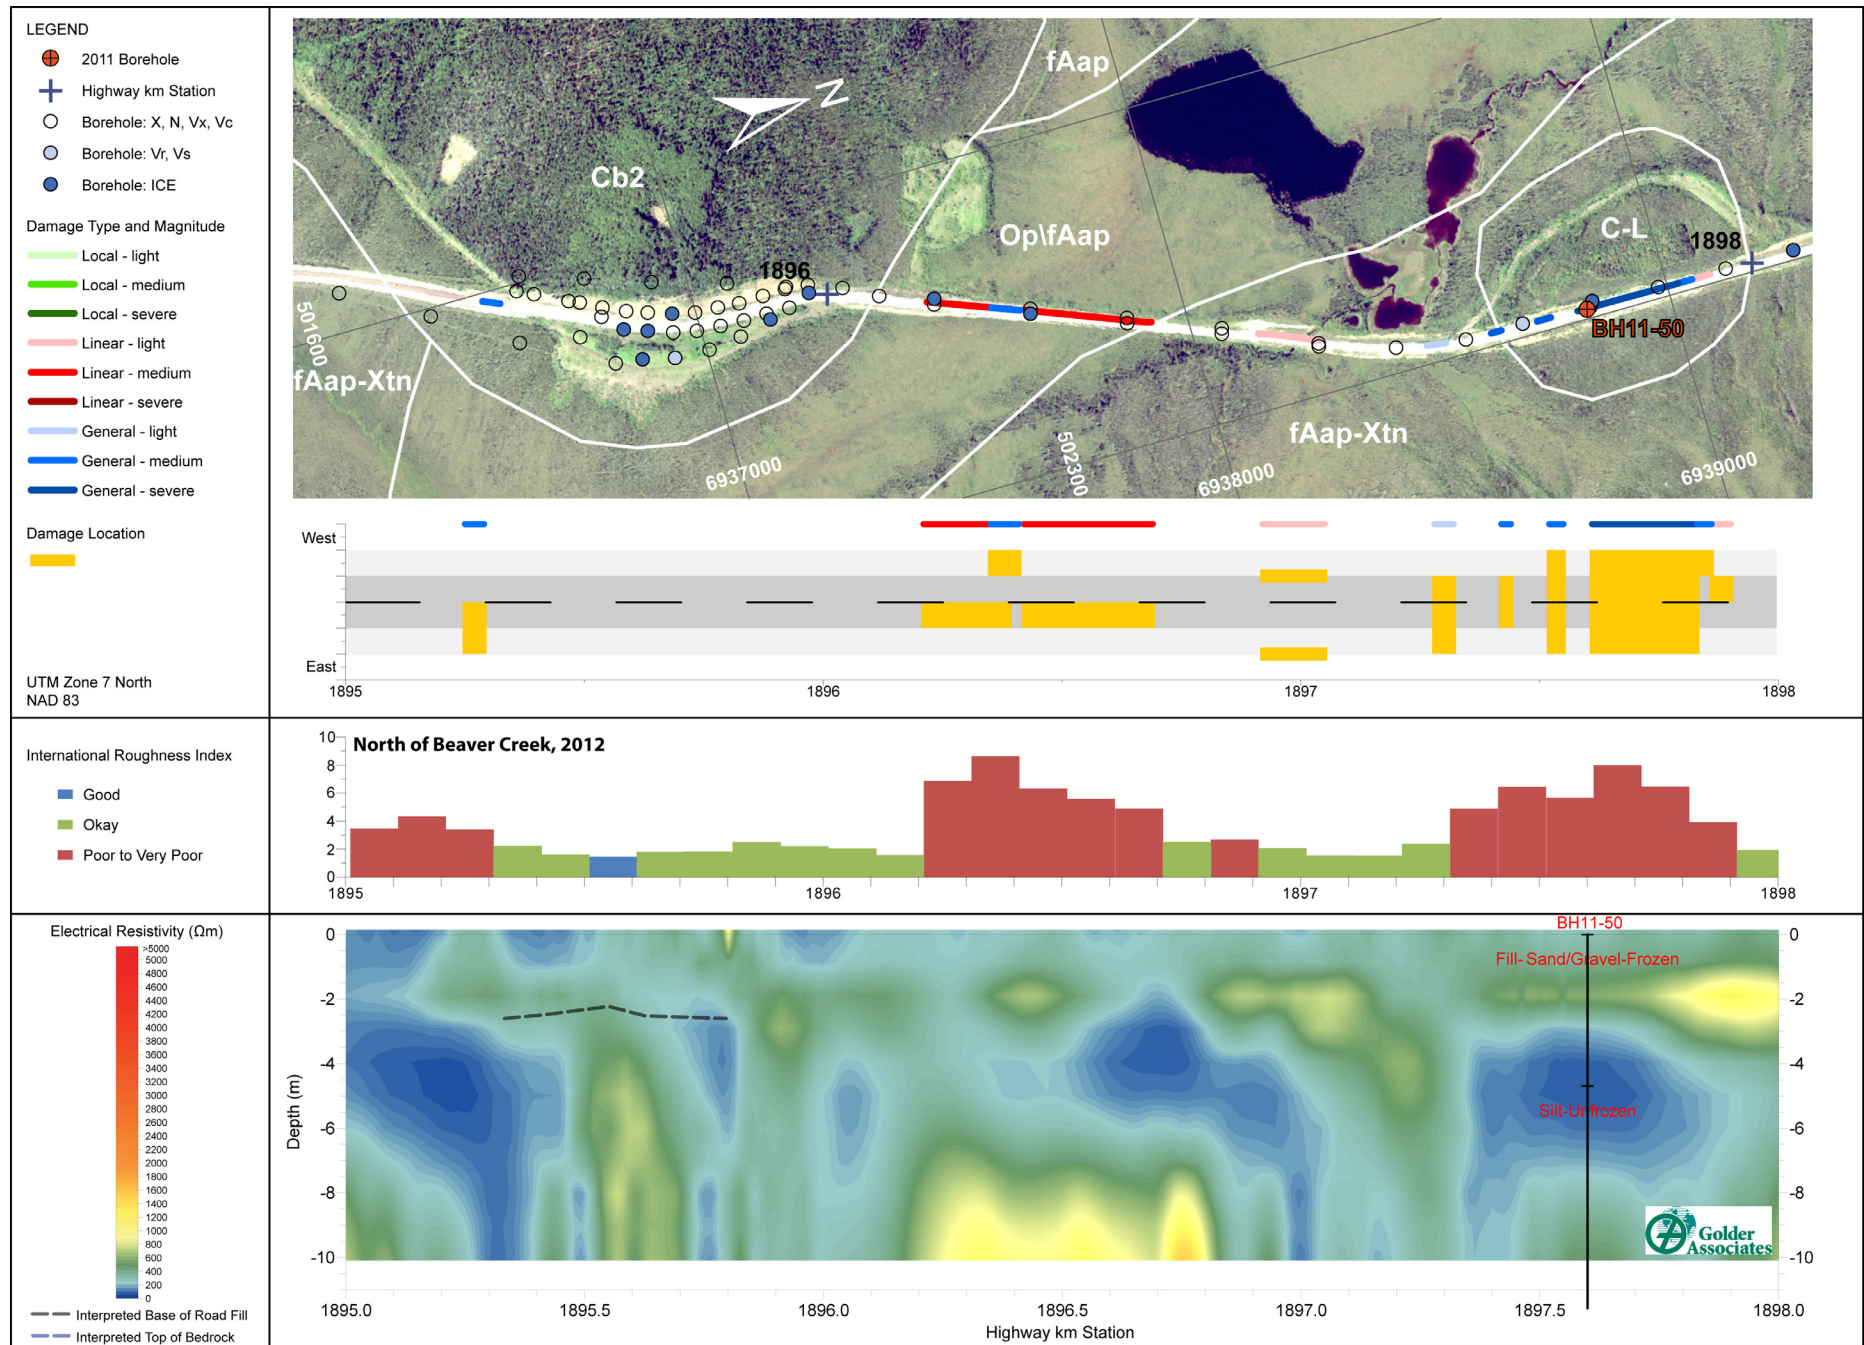 LEGEND
2011 Borehole
Highway km Station
Borehole: X, N, Vx, Vc
Borehole: Vr, Vs
Borehole: ICE
Damage Type and Magnitude
Local - light
Local - medium
Local - severe
Linear - light
Linear - medium
Linear - severe
General - light
General - medium
General - severe
Damage Location
UTM Zone 7 North
NAD 83
fAap
N
Cb2
Op\fAap
C-L
1896
1898
BH11-50
501600
fAap-Xtn
fAap-Xtn
6937000
502300
6938000
6939000
West
East
1895
1896
1897
1898
International Roughness Index
Good
Okay
Poor to Very Poor
North of Beaver Creek, 2012
10
8
6
4
2
0
1895
1896
1897
1898
Electrical Resistivity (Ωm)
>5000
5000
4800
4600
4400
4200
4000
3800
3600
3400
3200
3000
2800
2600
2400
2200
2000
1800
1600
1400
1200
1000
800
600
400
200
0
Interpreted Base of Road Fill
Interpreted Top of Bedrock
BH11-50
Fill- Sand/Gravel-Frozen
Silt-Unfrozen
Depth (m)
0
-2
-4
-6
-8
-10
0
-2
-4
-6
-8
-10
Golder
Associates
1895.0
1895.5
1896.0
1896.5
1897.0
1897.5
1898.0
Highway km Station